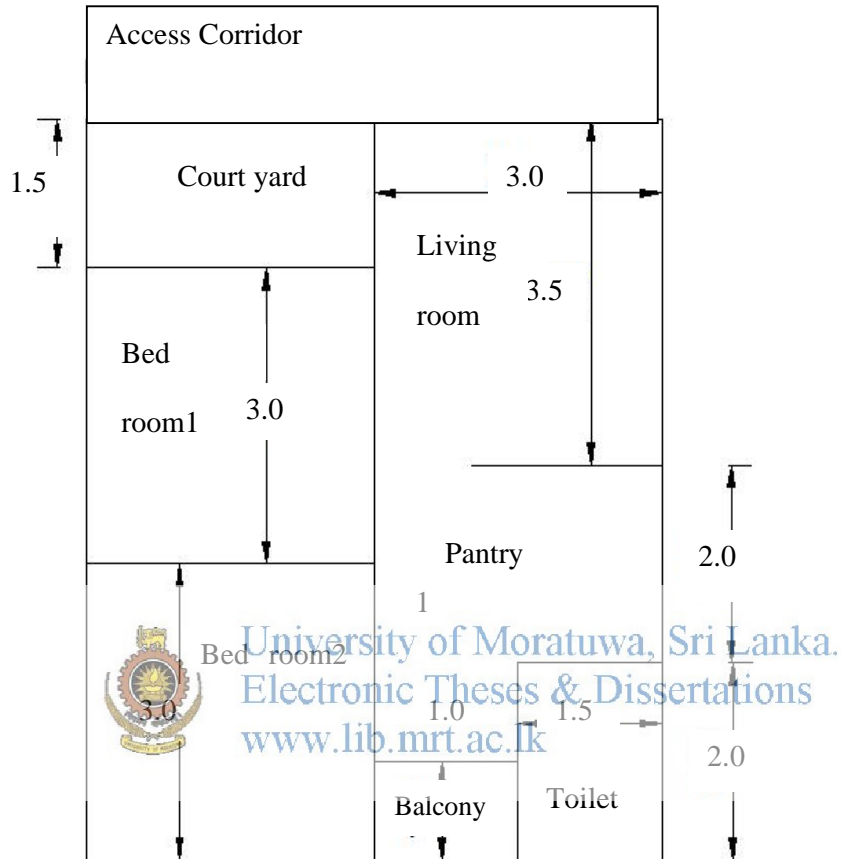 Access Corridor
1.5
Court yard
3.0
Living
room
3.5
Bed
room1
3.0
Pantry
2.0
1
Bed room2
3.0
1.0
1.5
2.0
Balcony
Toilet
University of Moratuwa, Sri Lanka.
Electronic Theses & Dissertations
www.lib.mrt.ac.lk